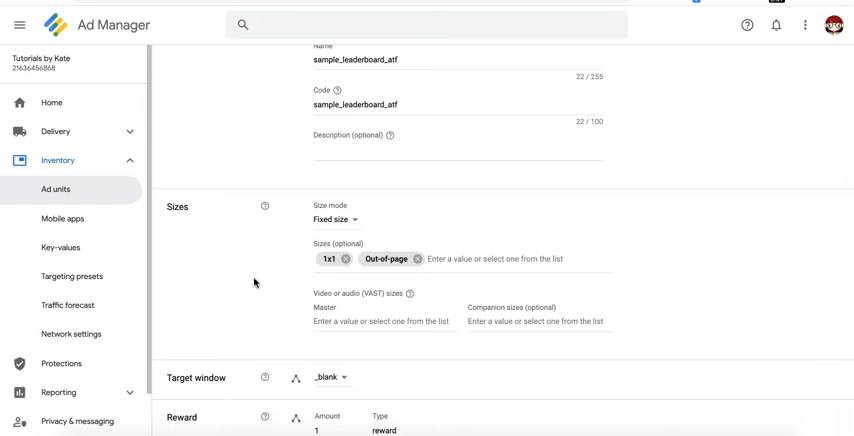 Ad Manager
Tutorials by Kate
21636456868
Home
Delivery
Inventory
Ad units
Mobile apps
Key-values
Targeting presets
Traffic forecast
Network settings
Protections
Reporting
Privacy & messaging
Name
sample_leaderboard_atf
22 / 255
Code
sample_leaderboard_atf
22 / 100
Description (optional)
Sizes
Size mode
Fixed size
Sizes (optional)
1x1 Out-of-page Enter a value or select one from the list
Video or audio (VAST) sizes
Master Companion sizes (optional)
Enter a value or select one from the list Enter a value or select one from the list
Target window _blank
Reward Amount Type
1 reward